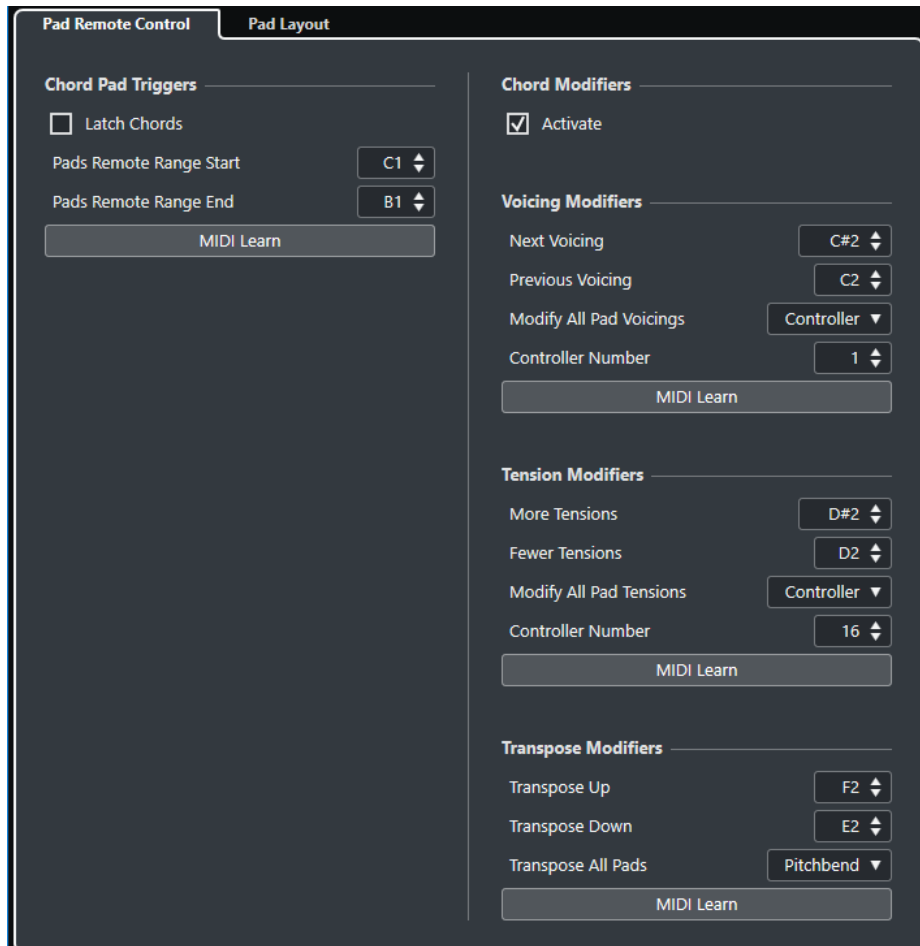 Pad Remote Control
Pad Layout
Chord Pad Triggers
Latch Chords
Pads Remote Range Start C1
Pads Remote Range End B1
MIDI Learn
Chord Modifiers
Activate
Voicing Modifiers
Next Voicing C#2
Previous Voicing C2
Modify All Pad Voicings Controller
Controller Number 1
MIDI Learn
Tension Modifiers
More Tensions D#2
Fewer Tensions D2
Modify All Pad Tensions Controller
Controller Number 16
MIDI Learn
Transpose Modifiers
Transpose Up F2
Transpose Down E2
Transpose All Pads Pitchbend
MIDI Learn